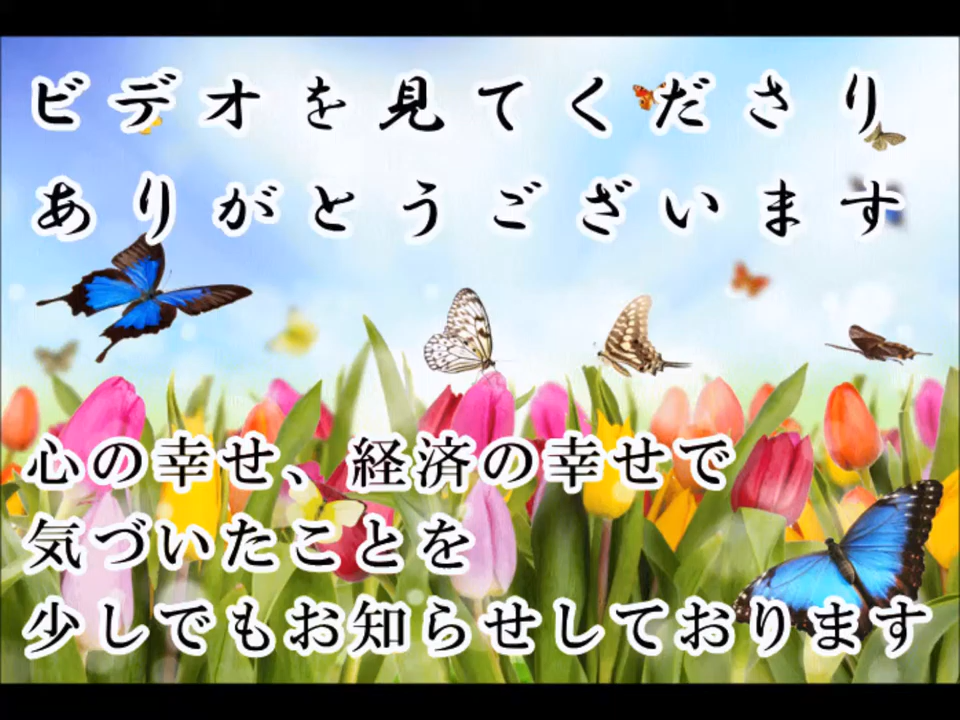 ビデオを見てくださり
ありがとうございます
心の幸せ、経済の幸せで
気づいたことを
少しでもお知らせしております